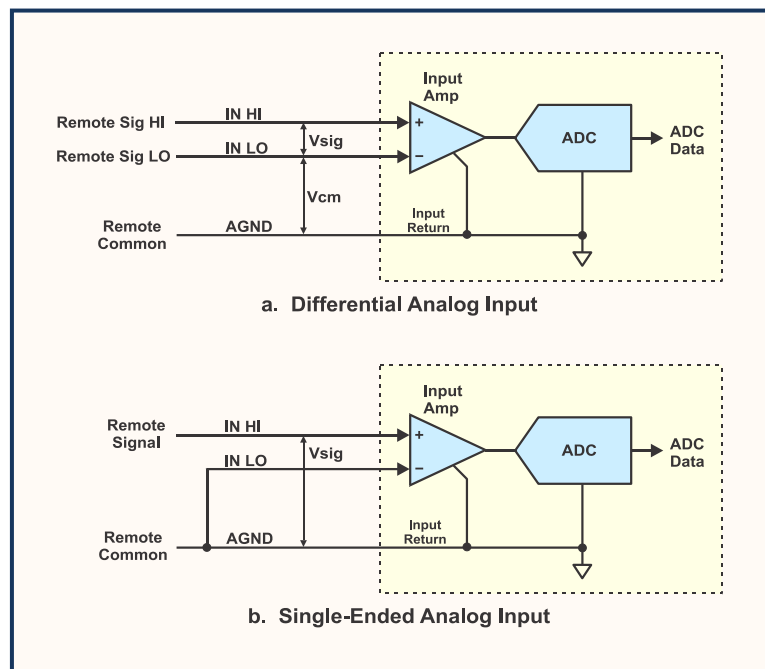 Input
Amp
Remote Sig HI
IN HI
+
Vsig
ADC
ADC
Data
Remote Sig LO
IN LO
−
Vcm
Remote
Common
AGND
Input
Return
a. Differential Analog Input
Input
Amp
Remote
Signal
IN HI
+
Vsig
ADC
ADC
Data
IN LO
−
Remote
Common
AGND
Input
Return
b. Single-Ended Analog Input